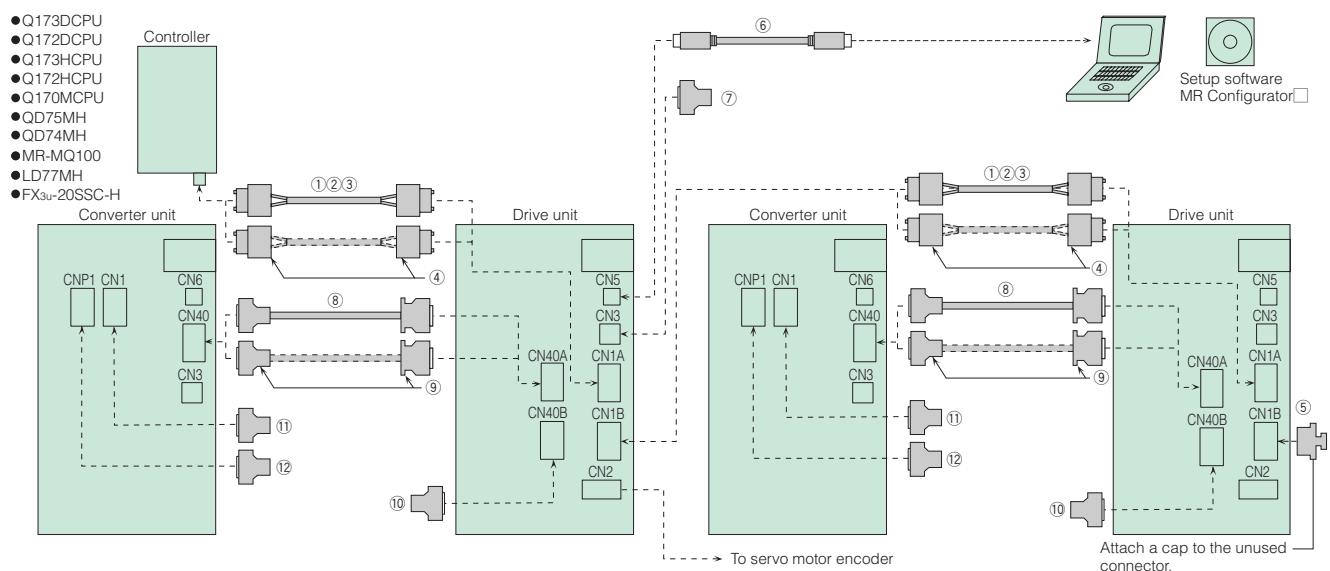 ●Q173DCPU
●Q172DCPU
●Q173HCPU
●Q172HCPU
●Q170MCPU
●QD75MH
●QD74MH
●MR-MQ100
●LD77MH
●FX3u-20SSC-H
Controller
⑥
⑦
Setup software
MR Configurator□
①②③
④
⑧
⑨
⑪
⑫
⑩
Converter unit
CNP1 CN1
CN6
CN40
CN3
Drive unit
CN5
CN3
CN40A
CN1A
CN40B
CN1B
CN2
To servo motor encoder
Converter unit
CNP1 CN1
CN6
CN40
CN3
①②③
④
⑧
⑨
⑪
⑫
⑩
Drive unit
CN5
CN3
CN40A
CN1A
CN40B
CN1B
CN2
⑤
Attach a cap to the unused
connector.